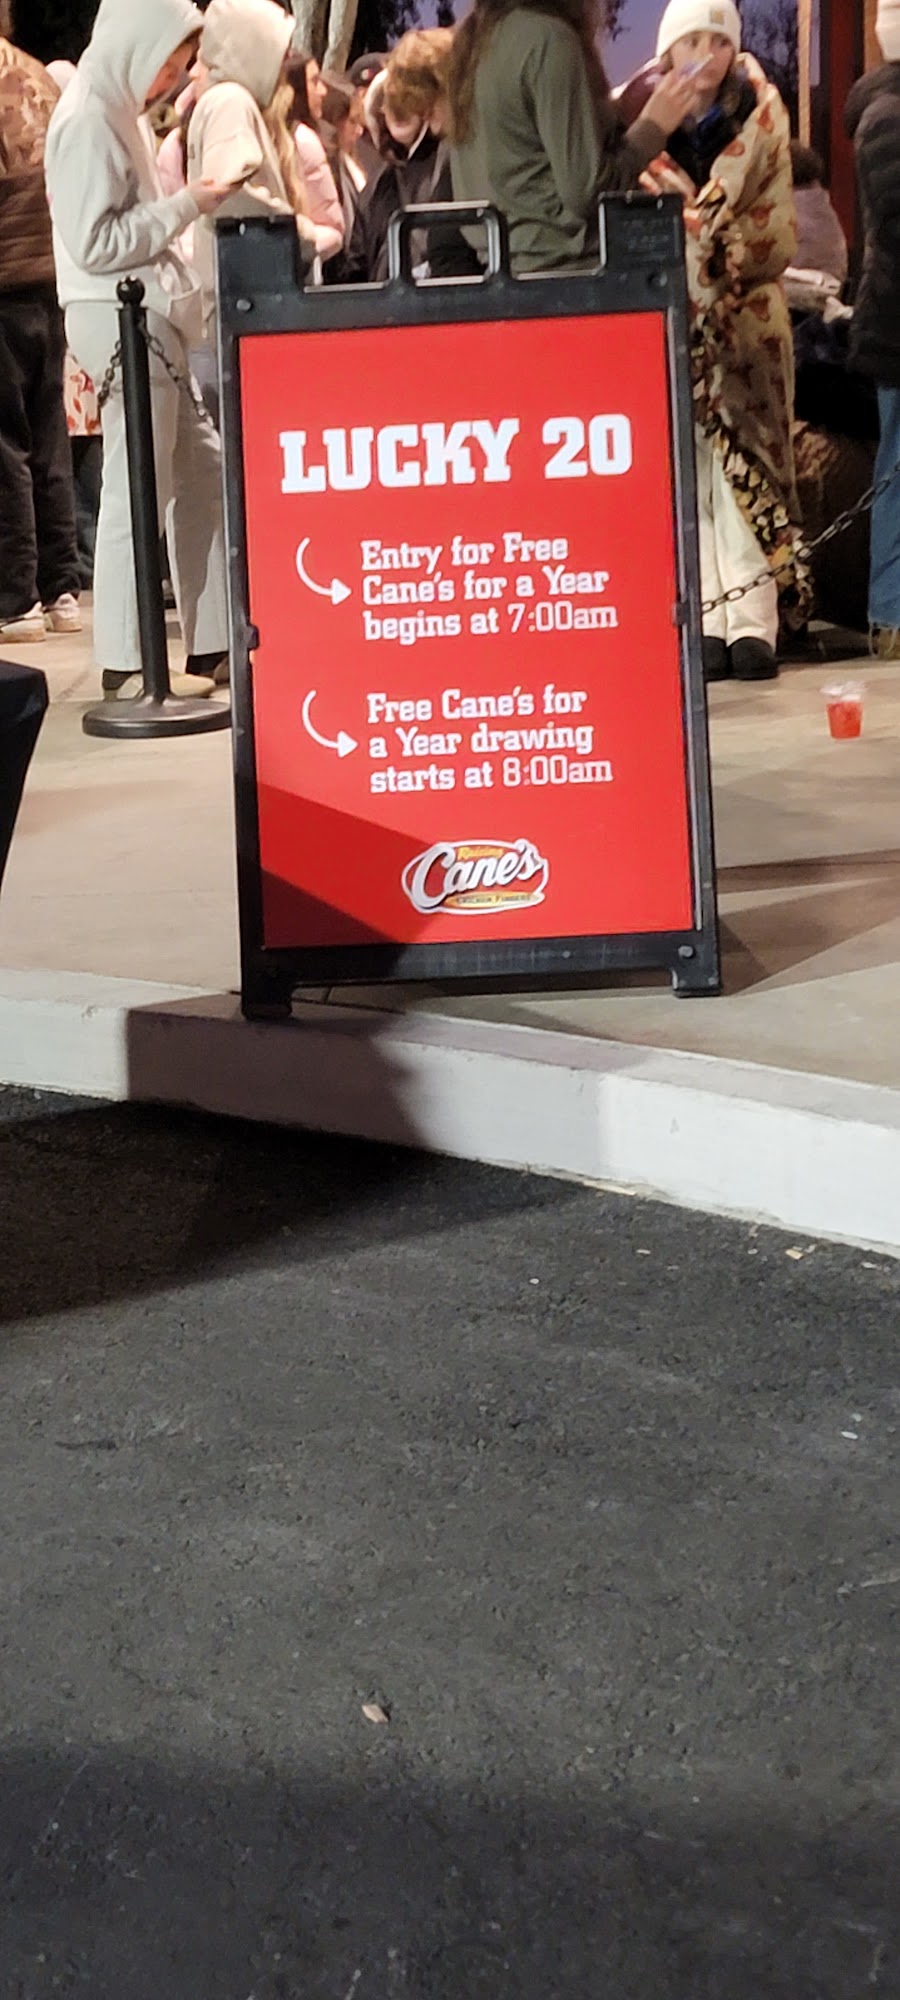 LUCKY 20
Entry for Free
Cane's for a Year
begins at 7:00am
Free Cane's for
a Year drawing
starts at 8:00am
Raising
Cane's
CHICKEN FINGERS